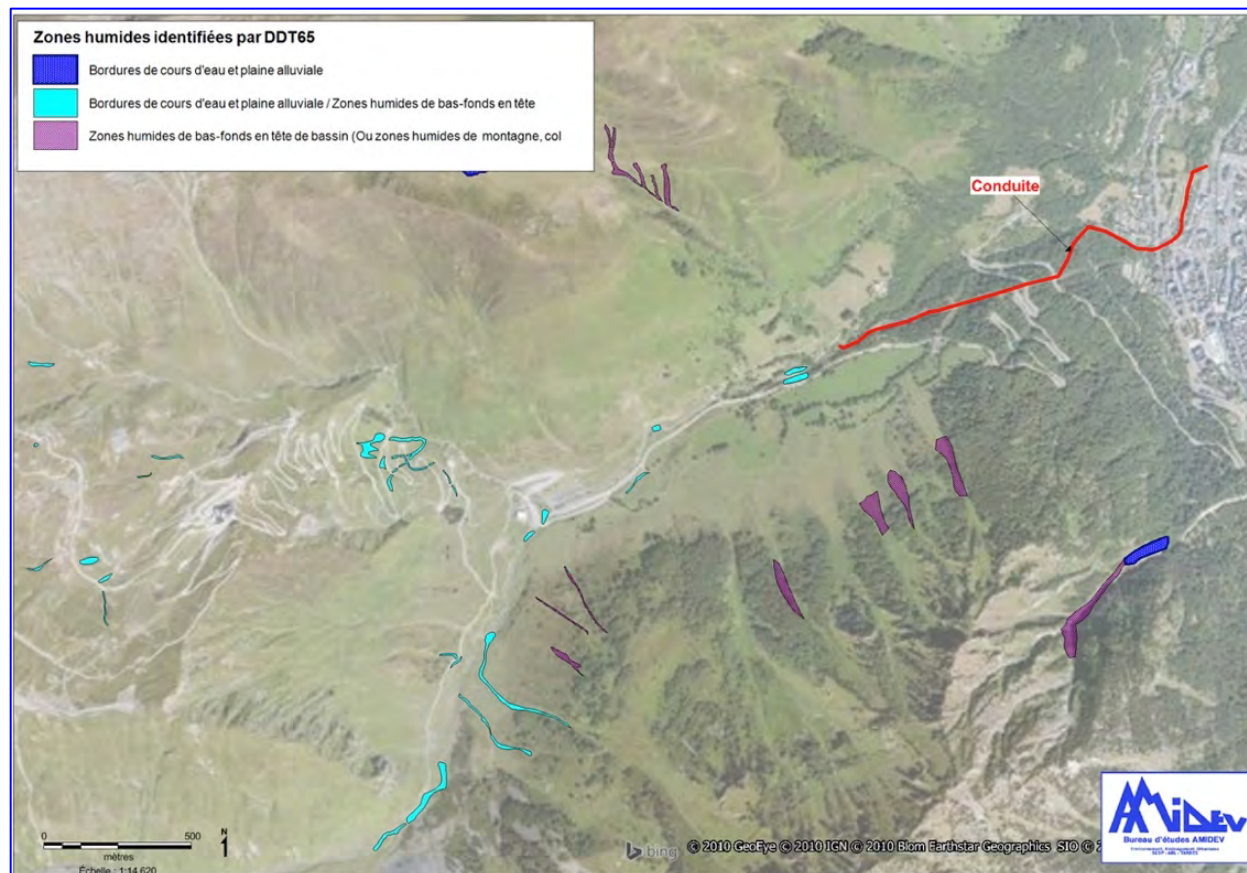 Zones humides identifiées par DDT65
Bordures de cours d'eau et plaine alluviale
Bordures de cours d'eau et plaine alluviale / Zones humides de bas-fonds en tête
Zones humides de bas-fonds en tête de bassin (Ou zones humides de montagne, col
Conduite
0 500
mètres
Échelle : 1:14 620
N
bing
© 2010 GeoEye © 2010 IGN © 2010 Blom Earthstar Geographics SIO © 2
AMIDEV
Bureau d'études AMIDEV